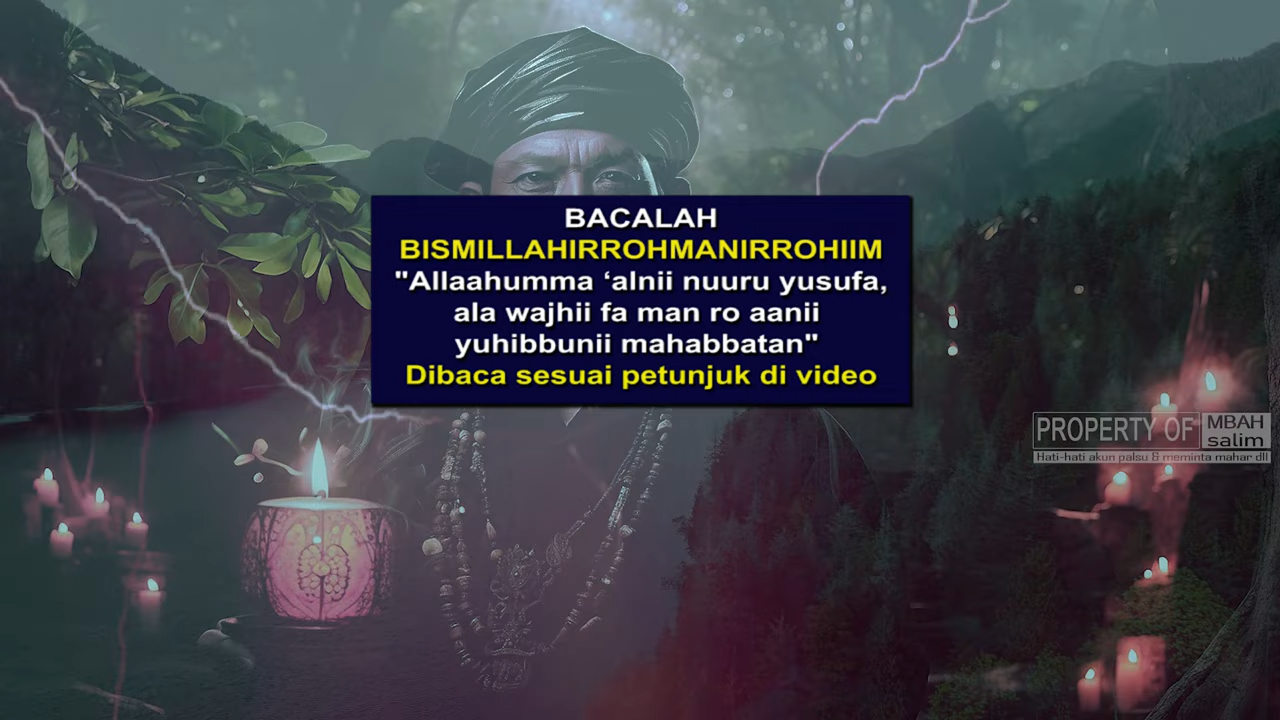 BACALAH
BISMILLAHIRROHMANIRROHIIM
"Allaahumma ‘alnii nuuru yusufa,
ala wajhii fa man ro aanii
yuhibbunii mahabbatan"
Dibaca sesuai petunjuk di video
PROPERTY OF MBAH salim
Hati-hati akun palsu & meminta mahar dll